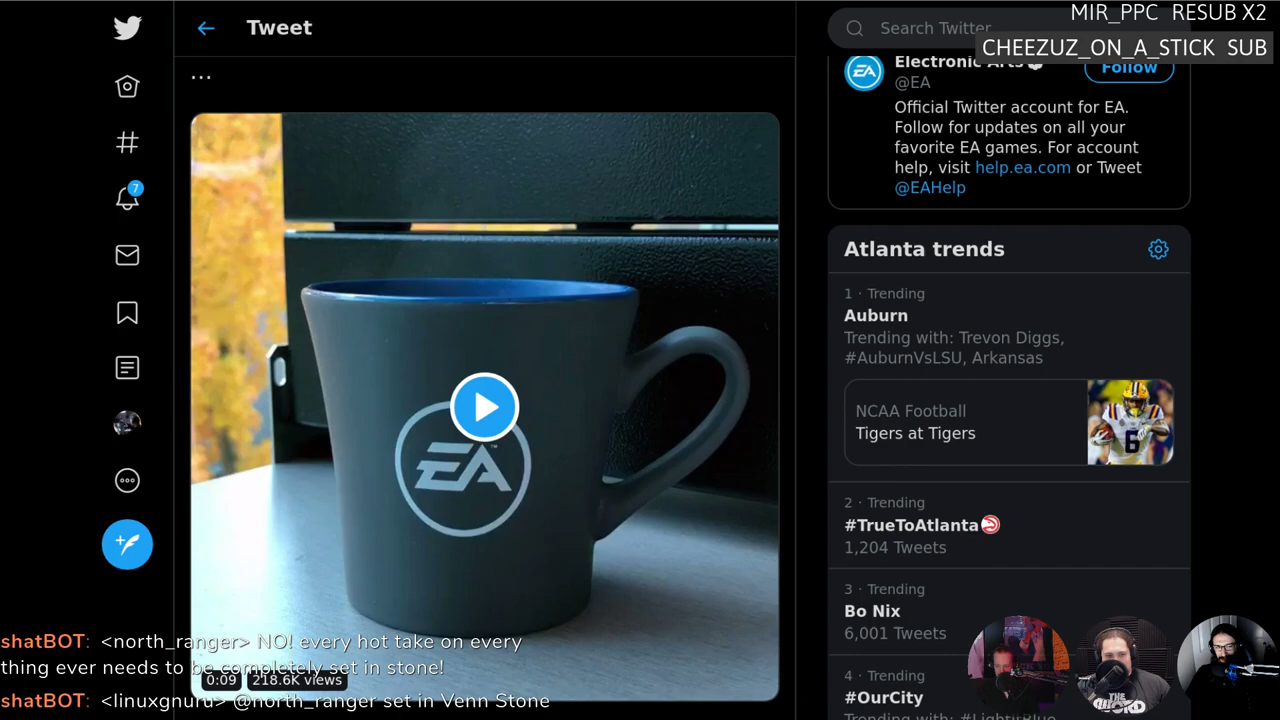 Tweet
...
EA
0:09
218.6K views
shatBOT: <north_ranger> NO! every hot take on every
thing ever needs to be completely set in stone!
shatBOT: <linuxgnuru> @north_ranger set in Venn Stone
7
Search Twitter
MIR_PPC RESUB X2
CHEEZUZ_ON_A_STICK SUB
EA
Electronic Arts
Follow
@EA
Official Twitter account for EA.
Follow for updates on all your
favorite EA games. For account
help, visit help.ea.com or Tweet
@EAHelp
Atlanta trends
1 · Trending
Auburn
Trending with: Trevon Diggs,
#AuburnVsLSU, Arkansas
NCAA Football
Tigers at Tigers
6
2 · Trending
#TrueToAtlanta
1,204 Tweets
3 · Trending
Bo Nix
6,001 Tweets
4 · Trending
#OurCity
THE
WORD